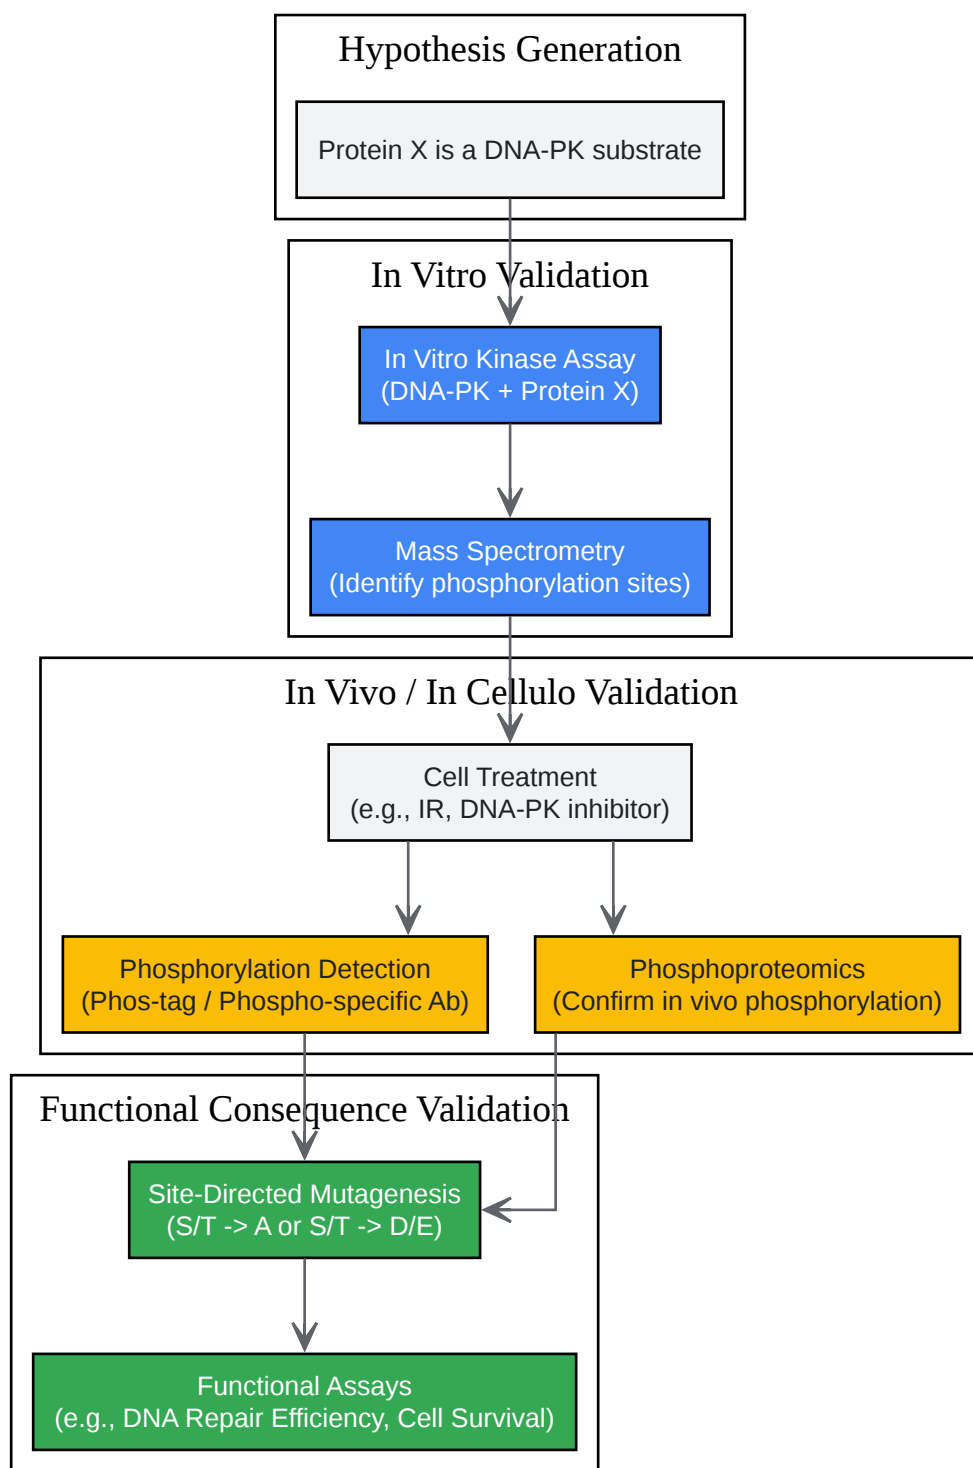 Hypothesis Generation
Protein X is a DNA-PK substrate
In Vitro Validation
In Vitro Kinase Assay
(DNA-PK + Protein X)
Mass Spectrometry
(Identify phosphorylation sites)
In Vivo / In Cellulo Validation
Cell Treatment
(e.g., IR, DNA-PK inhibitor)
Phosphorylation Detection
(Phos-tag / Phospho-specific Ab)
Phosphoproteomics
(Confirm in vivo phosphorylation)
Functional Consequence Validation
Site-Directed Mutagenesis
(S/T -> A or S/T -> D/E)
Functional Assays
(e.g., DNA Repair Efficiency, Cell Survival)